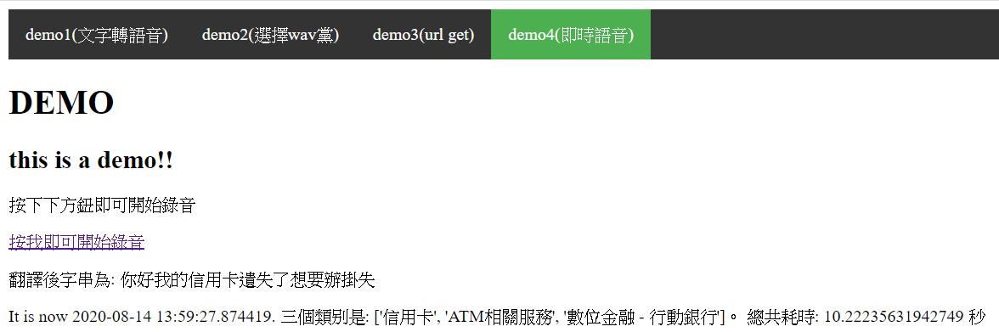 demo1(文字轉語音) demo2(選擇wav黨) demo3(url get) demo4(即時語音)
DEMO
this is a demo!!
按下下方鈕即可開始錄音
按我即可開始錄音
翻譯後字串為: 你好我的信用卡遺失了想要辦掛失
It is now 2020-08-14 13:59:27.874419. 三個類別是: ['信用卡', 'ATM相關服務', '數位金融 - 行動銀行']。 總共耗時: 10.22235631942749 秒